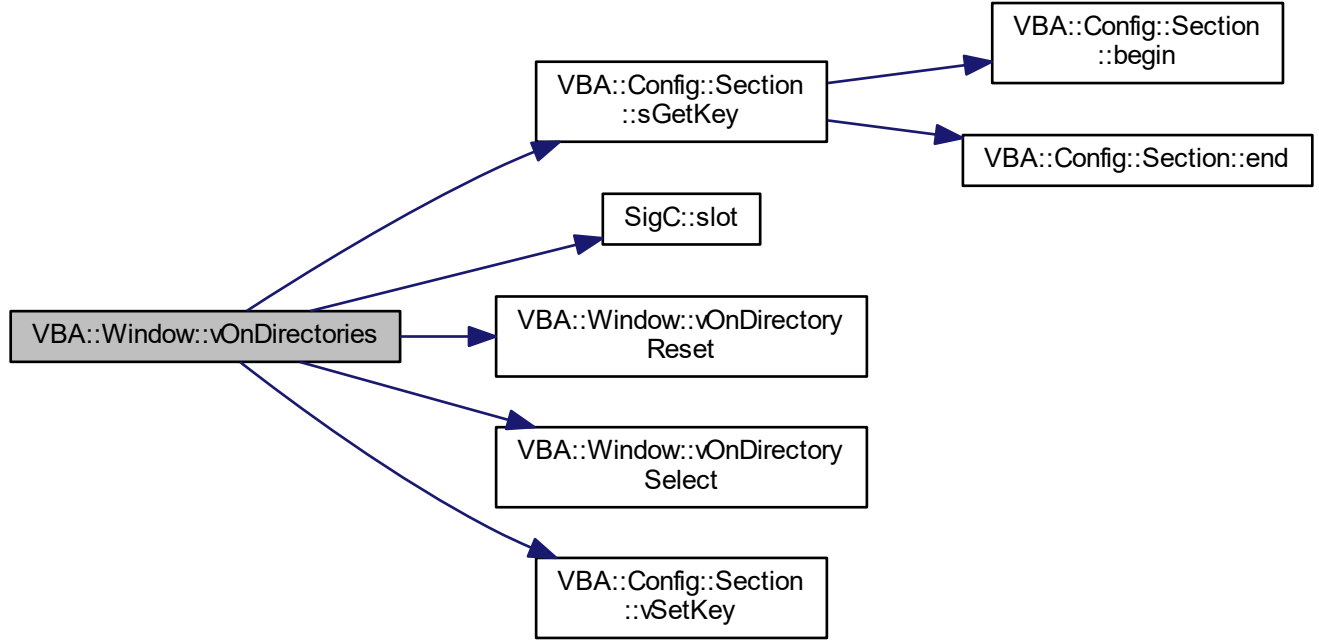 VBA::Config::Section
::begin
VBA::Config::Section
::sGetKey
VBA::Config::Section::end
SigC::slot
VBA::Window::vOnDirectories
VBA::Window::vOnDirectory
Reset
VBA::Window::vOnDirectory
Select
VBA::Config::Section
::vSetKey